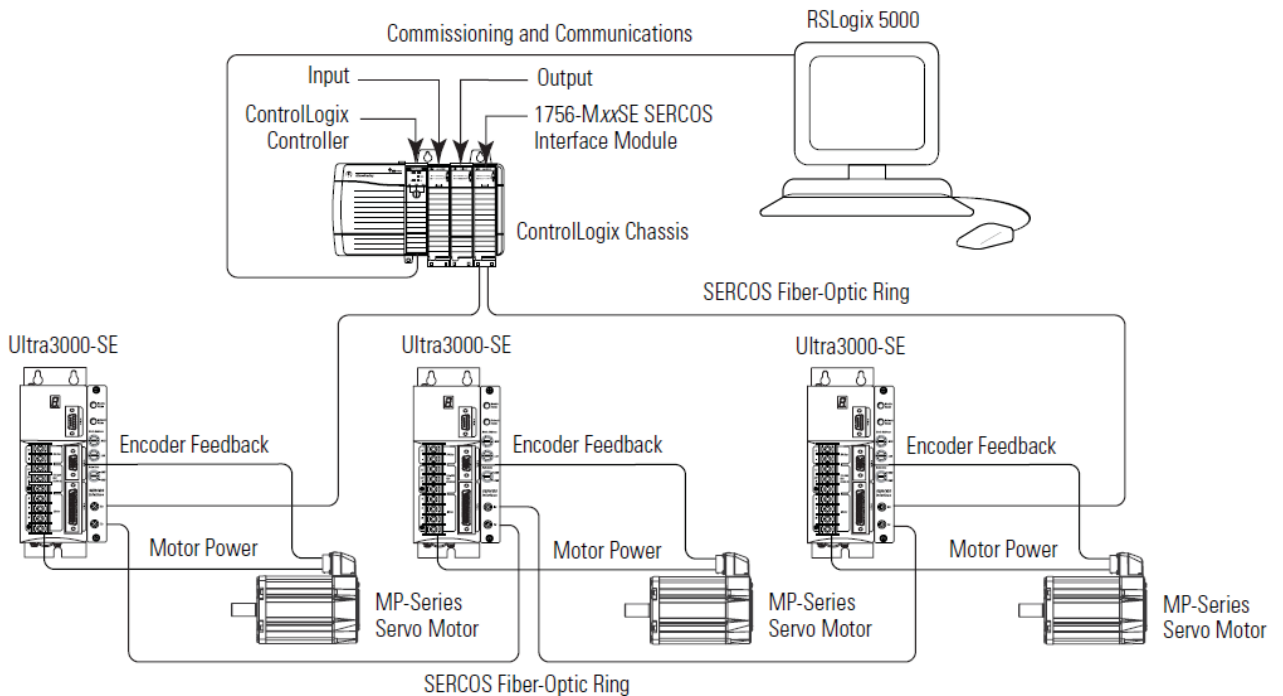 RSLogix 5000
Commissioning and Communications
Input
Output
ControlLogix
Controller
1756-MxxSE SERCOS
Interface Module
ControlLogix Chassis
SERCOS Fiber-Optic Ring
Ultra3000-SE
Ultra3000-SE
Ultra3000-SE
Encoder Feedback
Encoder Feedback
Encoder Feedback
Motor Power
Motor Power
Motor Power
MP-Series
Servo Motor
MP-Series
Servo Motor
MP-Series
Servo Motor
SERCOS Fiber-Optic Ring